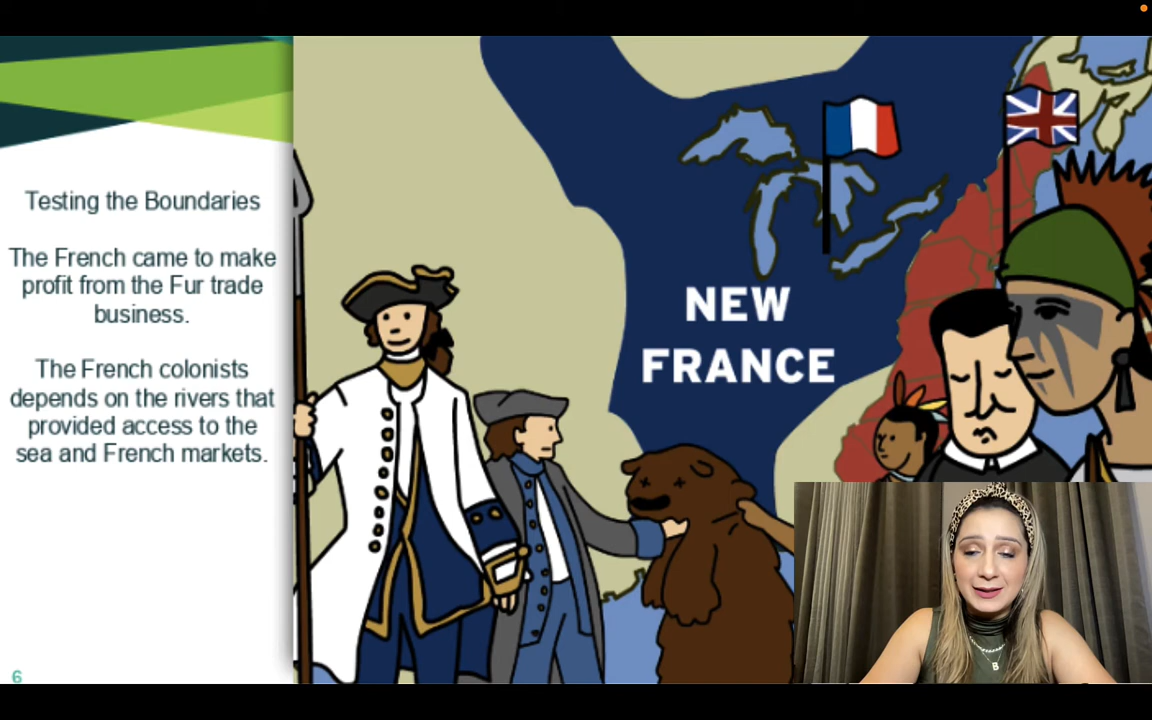 Testing the Boundaries
The French came to make
profit from the Fur trade
business.
The French colonists
depends on the rivers that
provided access to the
sea and French markets.
6
NEW
FRANCE
B